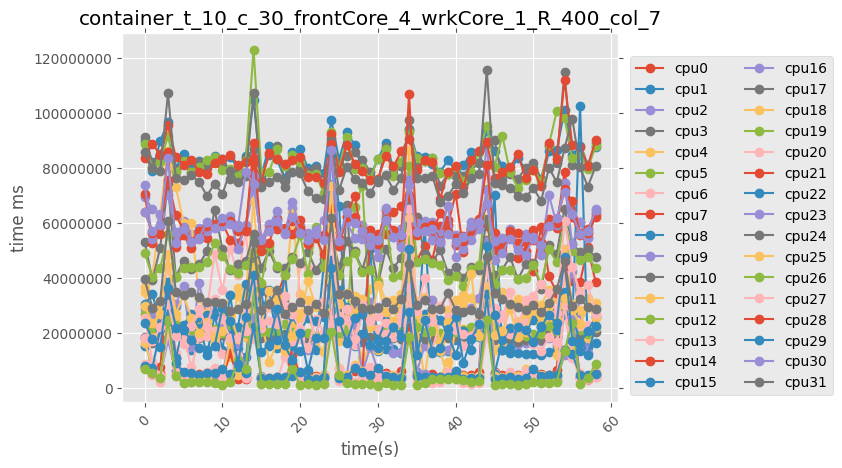 container_t_10_c_30_frontCore_4_wrkCore_1_R_400_col_7
time ms
120000000
100000000
80000000
60000000
40000000
20000000
0
0 10 20 30 40 50 60
time(s)
cpu0 cpu16
cpu1 cpu17
cpu2 cpu18
cpu3 cpu19
cpu4 cpu20
cpu5 cpu21
cpu6 cpu22
cpu7 cpu23
cpu8 cpu24
cpu9 cpu25
cpu10 cpu26
cpu11 cpu27
cpu12 cpu28
cpu13 cpu29
cpu14 cpu30
cpu15 cpu31